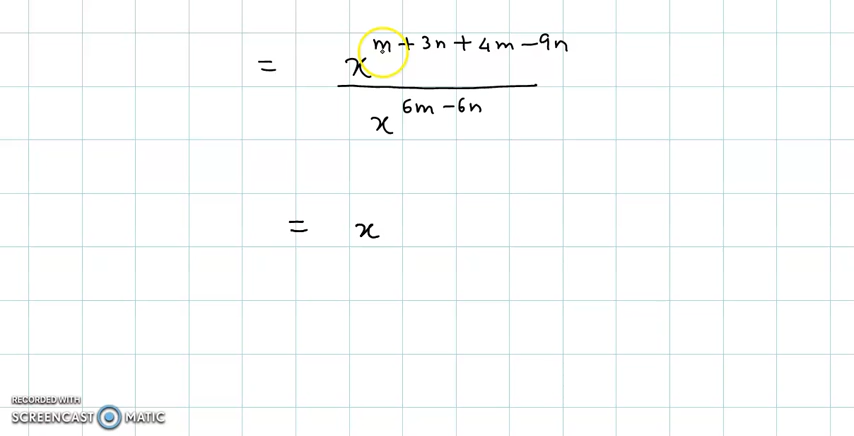 = x^{m + 3n + 4m - 9n}
x^{6m - 6n}
= x
RECORDED WITH
SCREENCAST MATIC